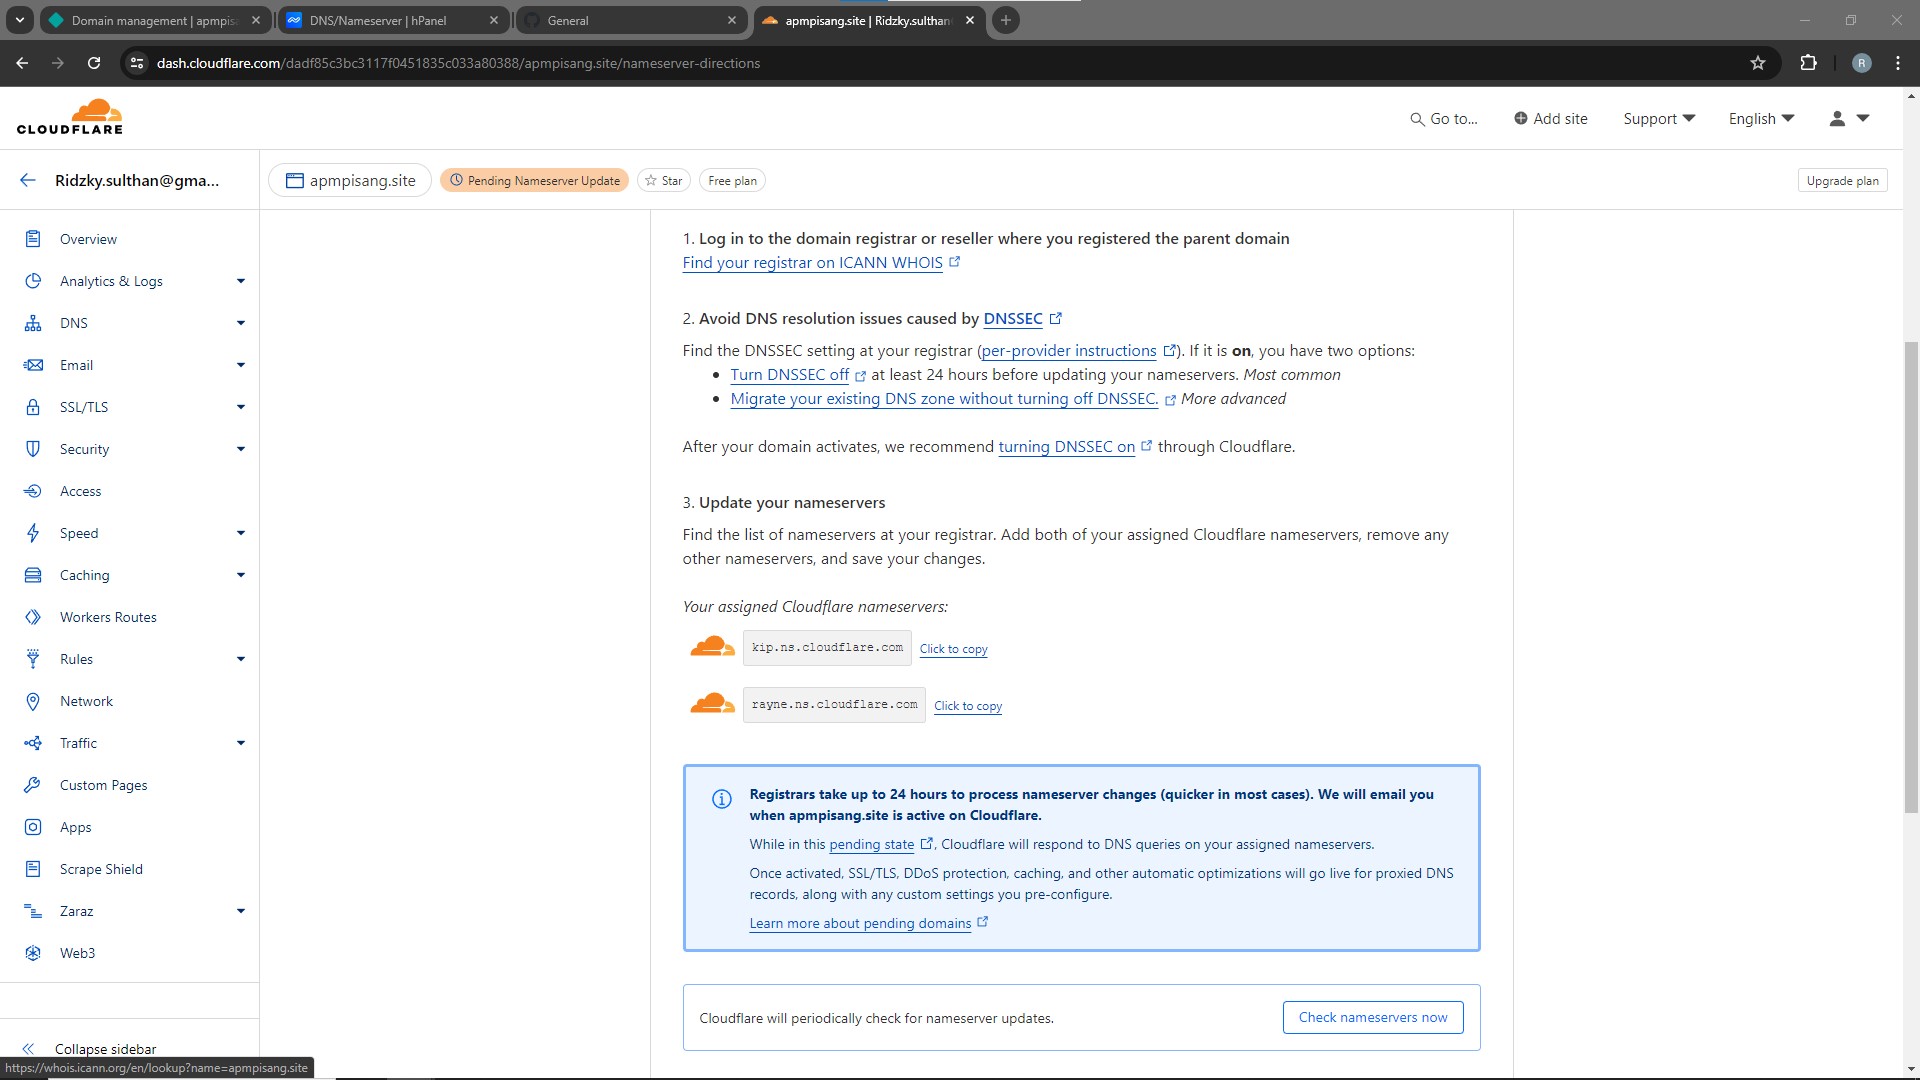 Domain management | apmpisa
DNS/Nameserver | hPanel
General
apmpisang.site | Ridzky.sulthan
dash.cloudflare.com/dadf85c3bc3117f0451835c033a80388/apmpisang.site/nameserver-directions
R
CLOUDFLARE
Go to...
Add site
Support
English
Ridzky.sulthan@gma...
apmpisang.site
Pending Nameserver Update
Star
Free plan
Upgrade plan
Overview
Analytics & Logs
DNS
Email
SSL/TLS
Security
Access
Speed
Caching
Workers Routes
Rules
Network
Traffic
Custom Pages
Apps
Scrape Shield
Zaraz
Web3
Collapse sidebar
1. Log in to the domain registrar or reseller where you registered the parent domain
Find your registrar on ICANN WHOIS
2. Avoid DNS resolution issues caused by DNSSEC
Find the DNSSEC setting at your registrar (per-provider instructions). If it is on, you have two options:
• Turn DNSSEC off at least 24 hours before updating your nameservers. Most common
• Migrate your existing DNS zone without turning off DNSSEC. More advanced
After your domain activates, we recommend turning DNSSEC on through Cloudflare.
3. Update your nameservers
Find the list of nameservers at your registrar. Add both of your assigned Cloudflare nameservers, remove any
other nameservers, and save your changes.
Your assigned Cloudflare nameservers:
kip.ns.cloudflare.com Click to copy
rayne.ns.cloudflare.com Click to copy
Registrars take up to 24 hours to process nameserver changes (quicker in most cases). We will email you
when apmpisang.site is active on Cloudflare.
While in this pending state, Cloudflare will respond to DNS queries on your assigned nameservers.
Once activated, SSL/TLS, DDoS protection, caching, and other automatic optimizations will go live for proxied DNS
records, along with any custom settings you pre-configure.
Learn more about pending domains
Cloudflare will periodically check for nameserver updates.
Check nameservers now
https://whois.icann.org/en/lookup?name=apmpisang.site